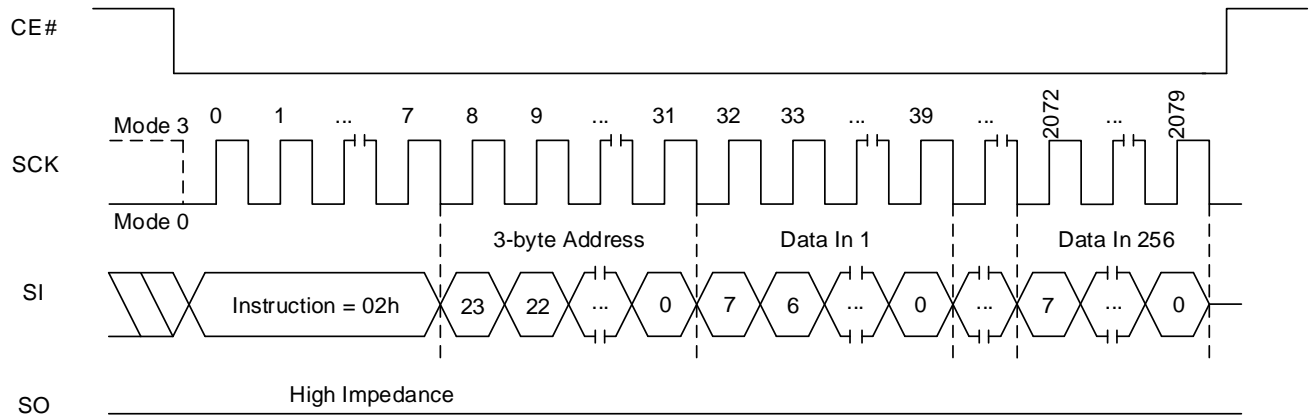 CE#
0 1 ... 7 8 9 ... 31 32 33 ... 39 ... 2072 ... 2079
Mode 3
SCK
Mode 0
3-byte Address Data In 1 Data In 256
SI Instruction = 02h 23 22 ... 0 7 6 ... 0 ... 7 ... 0
High Impedance
SO